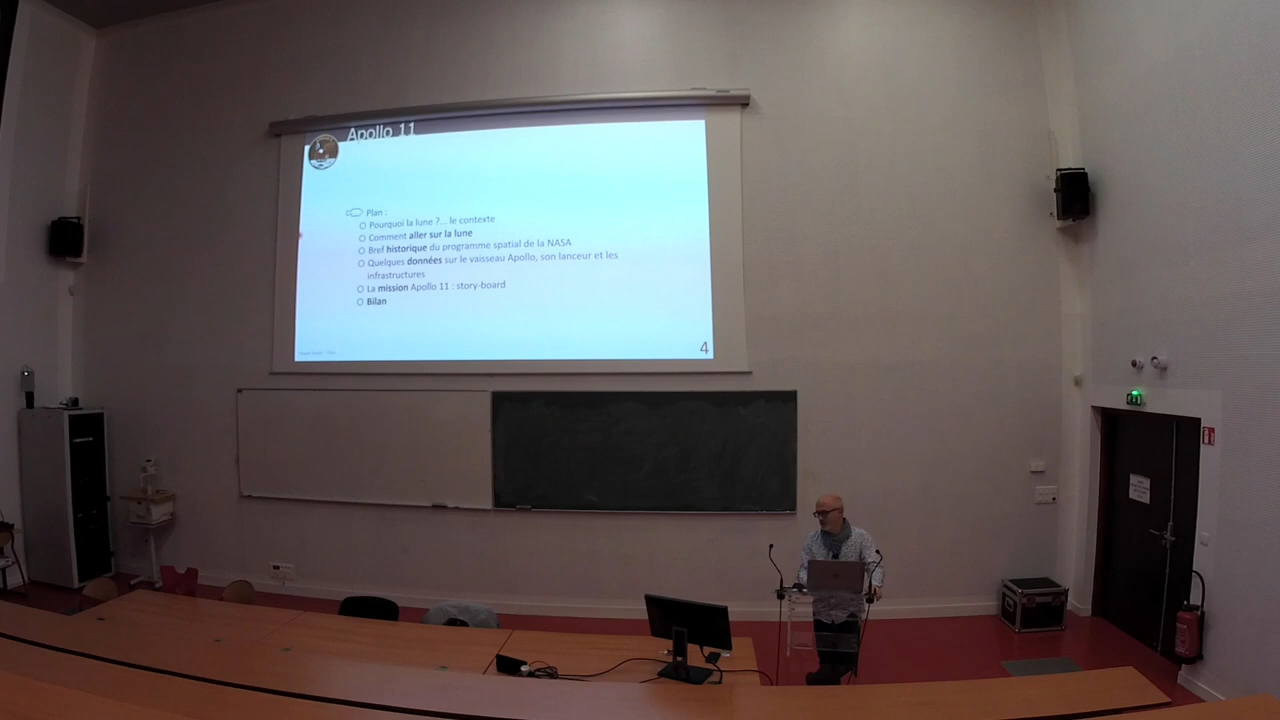 Apollo 11
Plan :
Pourquoi la lune ?... le contexte
Comment aller sur la lune
Bref historique du programme spatial de la NASA
Quelques données sur le vaisseau Apollo, son lanceur et les
infrastructures
La mission Apollo 11 : story-board
Bilan
4